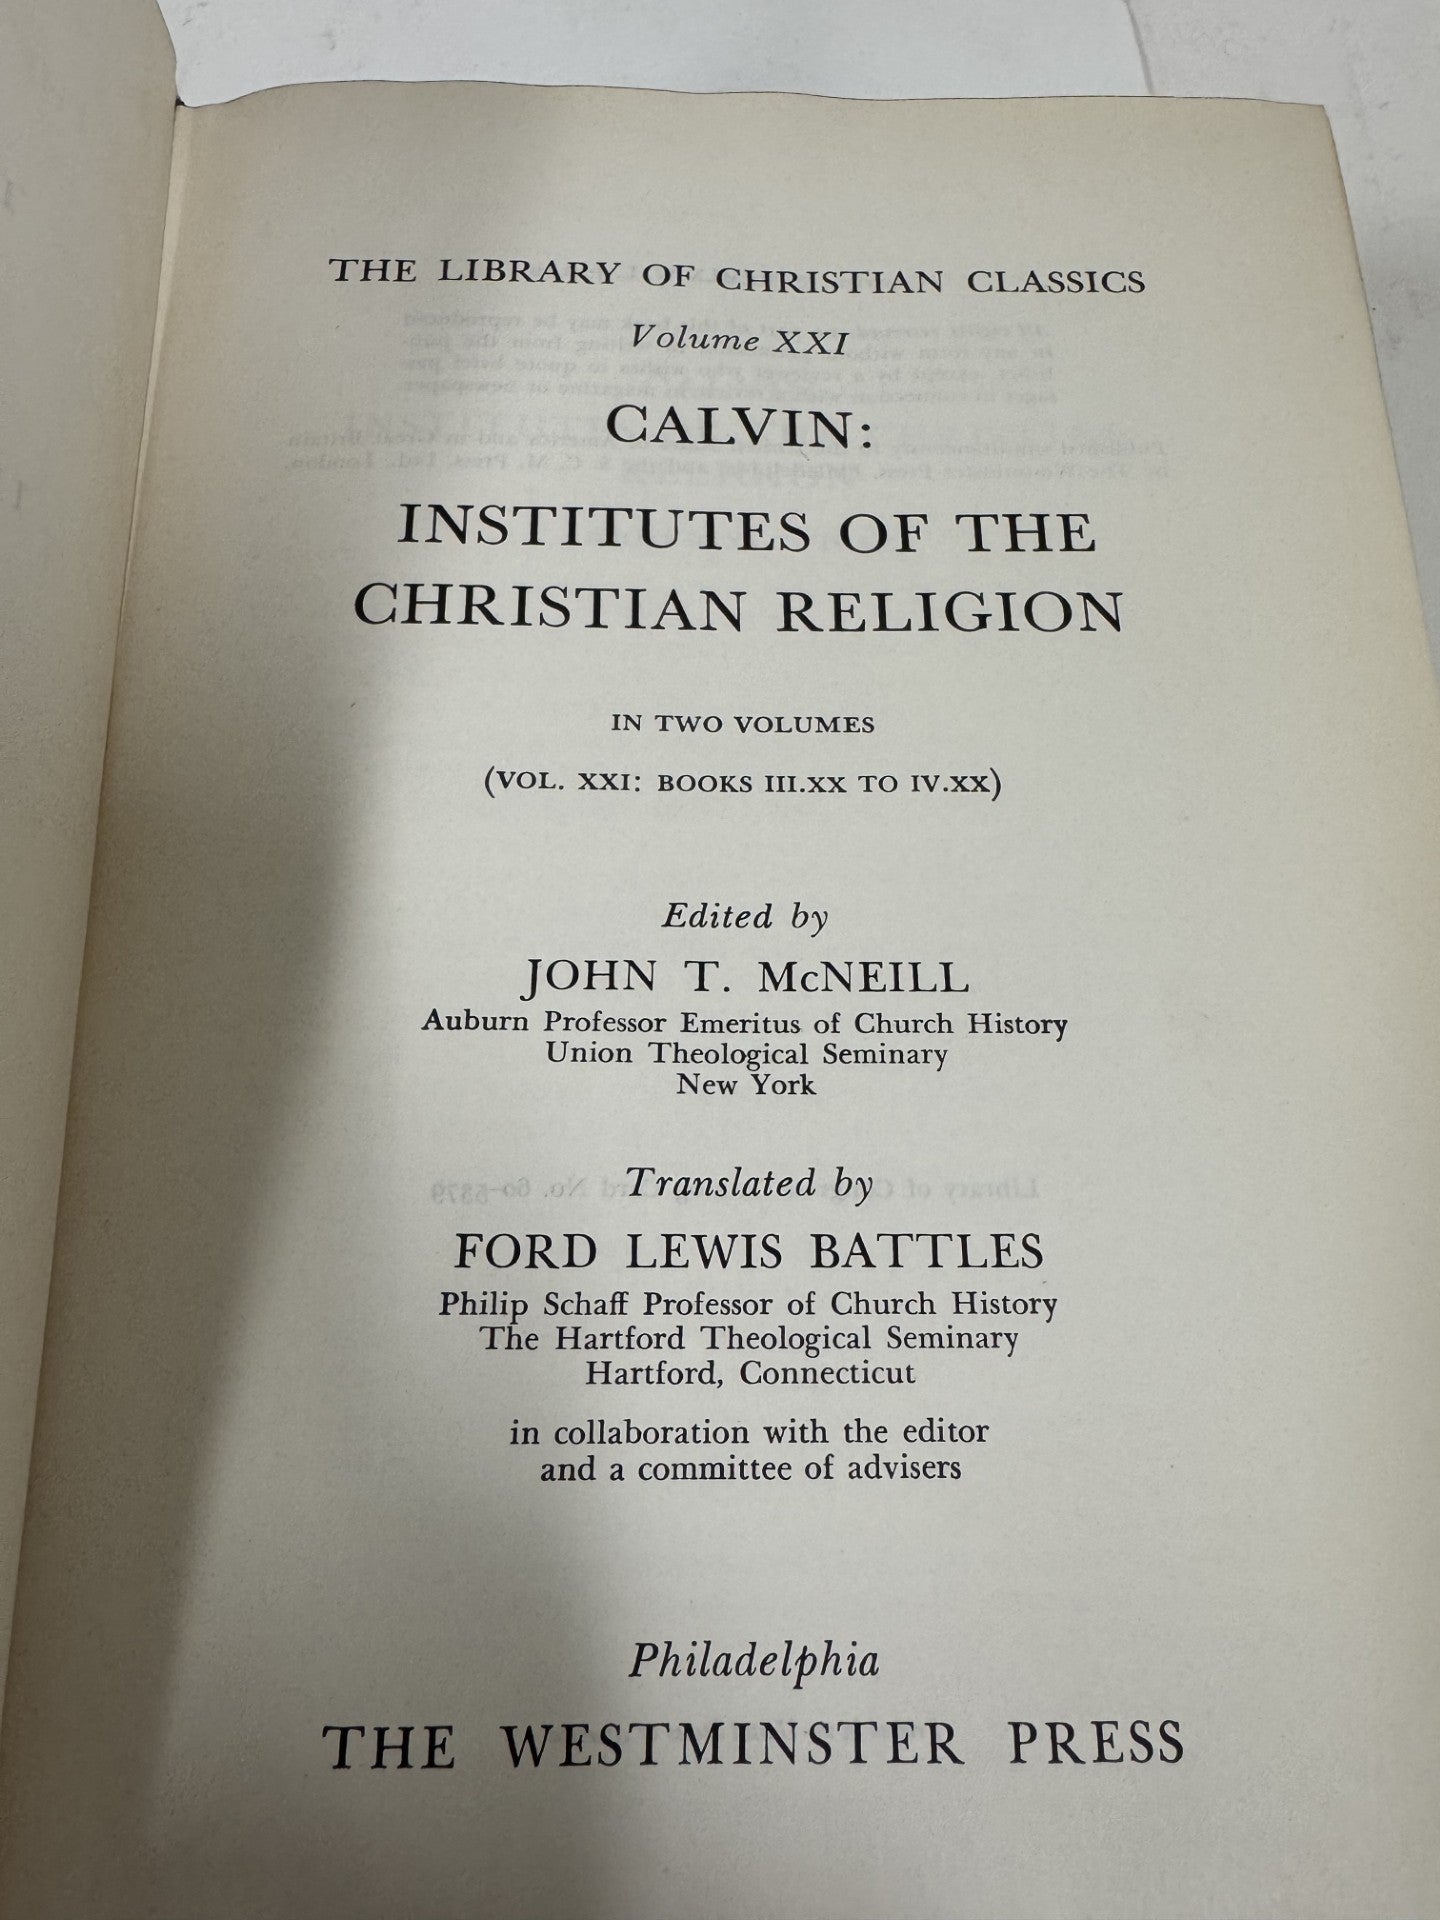 THE LIBRARY OF CHRISTIAN CLASSICS
Volume XXI
CALVIN:
INSTITUTES OF THE
CHRISTIAN RELIGION
IN TWO VOLUMES
(VOL. XXI: BOOKS III.XX TO IV.XX)
Edited by
JOHN T. McNEILL
Auburn Professor Emeritus of Church History
Union Theological Seminary
New York
Translated by
FORD LEWIS BATTLES
Philip Schaff Professor of Church History
The Hartford Theological Seminary
Hartford, Connecticut
in collaboration with the editor
and a committee of advisers
Philadelphia
THE WESTMINSTER PRESS